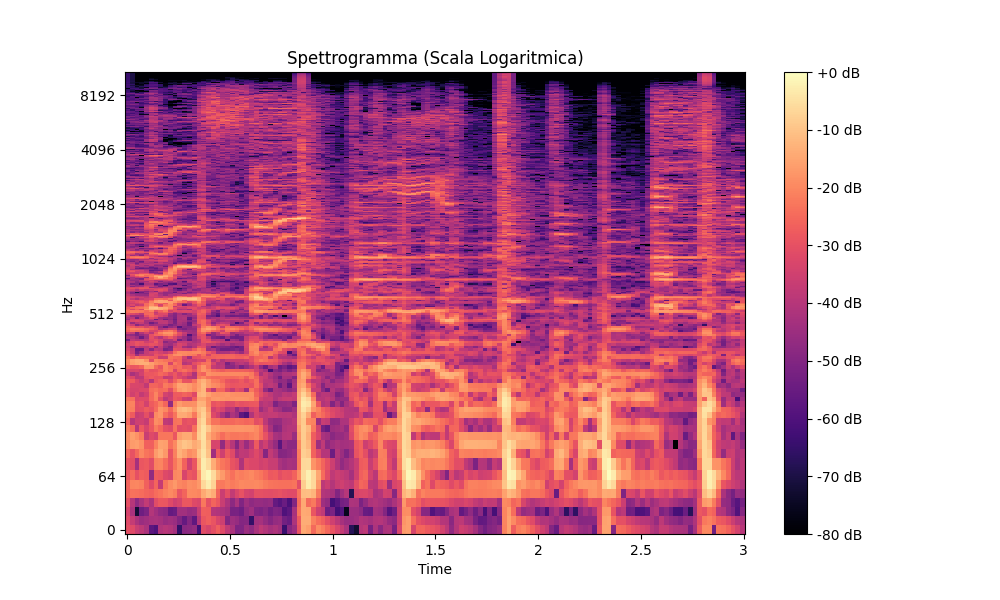 Spettrogramma (Scala Logaritmica)
Hz
8192
4096
2048
1024
512
256
128
64
0
0 0.5 1 1.5 2 2.5 3
Time
+0 dB
-10 dB
-20 dB
-30 dB
-40 dB
-50 dB
-60 dB
-70 dB
-80 dB